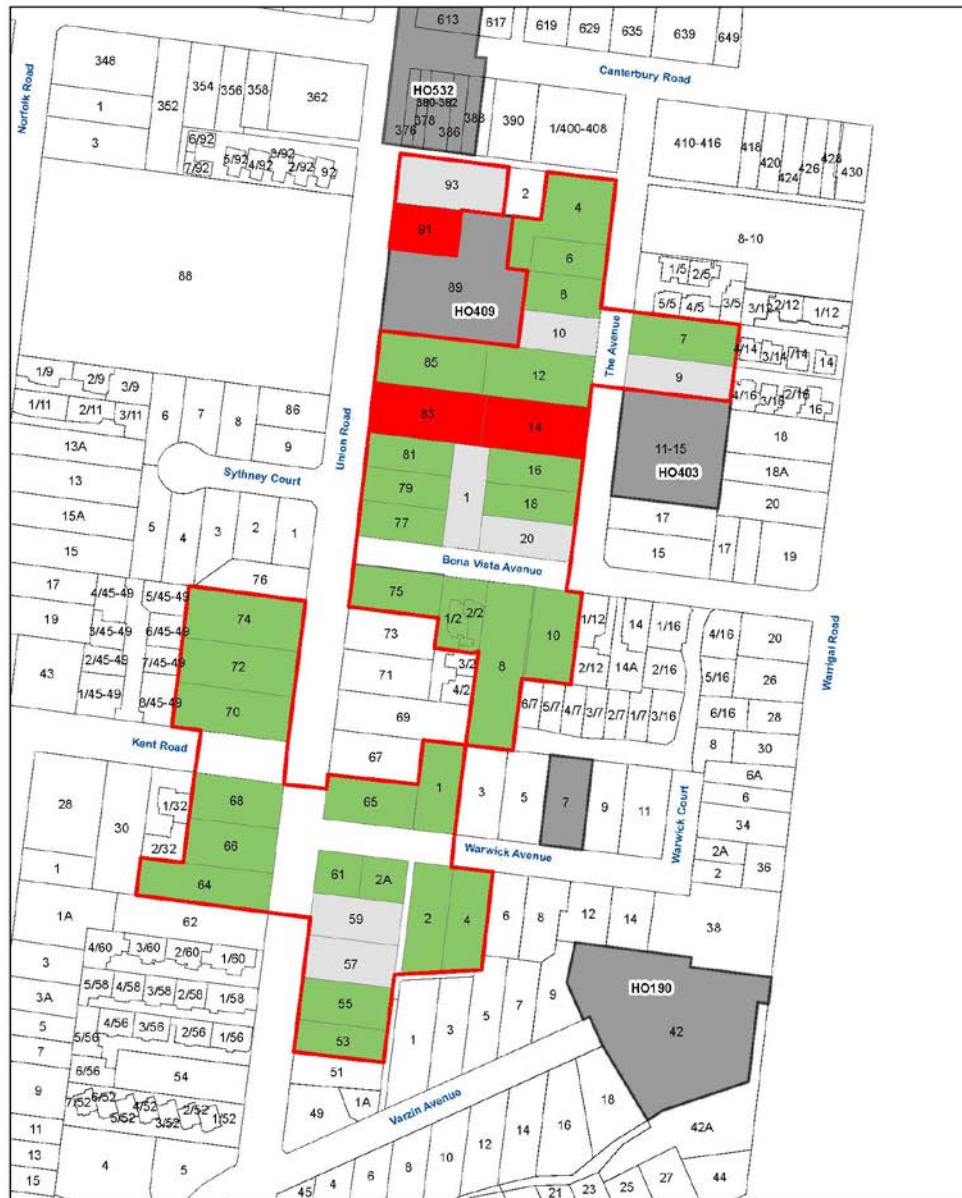 613 617 619 629 635 639 649
Canterbury Road
Norfolk Road
348 352 354 356 358 362
1
3
6/92 7/92 5/92 4/92 3/92 2/92 92
HO532
380-382
376 378 386 388 390 1/400-408
410-416 418 420 424 426 428 430
93 2 4
91
6
8
89
HO409
10
8-10
1/5 2/5
5/5 4/5 3/5 3/12 2/12 1/12
88
The Avenue
7
9
4/14 3/14 1/14 14
4/16 3/16 2/16 16
85 12
83 14
Union Road
1/9 2/9 3/9
1/11 2/11 3/11
6 7 8 86
9
13A
13
15A
15
Sythney Court
5 4 3 2 1
76
81 16
79 1 18
77 20
11-15
HO403
18
18A
20
17
15 17 19
Bona Vista Avenue
75 1/2 2/2 8 10
73
3/2
71 4/2
69
67
1/12 14 1/16
2/12 14A 2/16
6/7 5/7 4/7 3/7 2/7 1/7 3/16
4/16 20
5/16 26
6/16 28
8 30
6A
6
34
2A 36
2
Warrigal Road
17 4/45-49 5/45-49 74
19 3/45-49 6/45-49
43 2/45-49 7/45-49 72
1/45-49 8/45-49 70
Kent Road
28 30 1/32 68
2/32 66
1 64
65 1 3 5 7 9 11
Warwick Avenue
Warwick Court
61 2A 2 4 6 8 12 14 38
59
57
55
53
51
49 1A
1A 62
3 4/60 3/60 2/60 1/60
3A 5/58 4/58 3/58 2/58 1/58
5 4/56 3/56 2/56 1/56
7 5/56
6/56 54
9 7/52 6/52 5/52 4/52 3/52 2/52 1/52
11
13
15 4 5
1 3 5 7 9
HO190
42
Varzin Avenue
45 4 6 8 10 12 14 16 18
42A
21 23 25 27 44